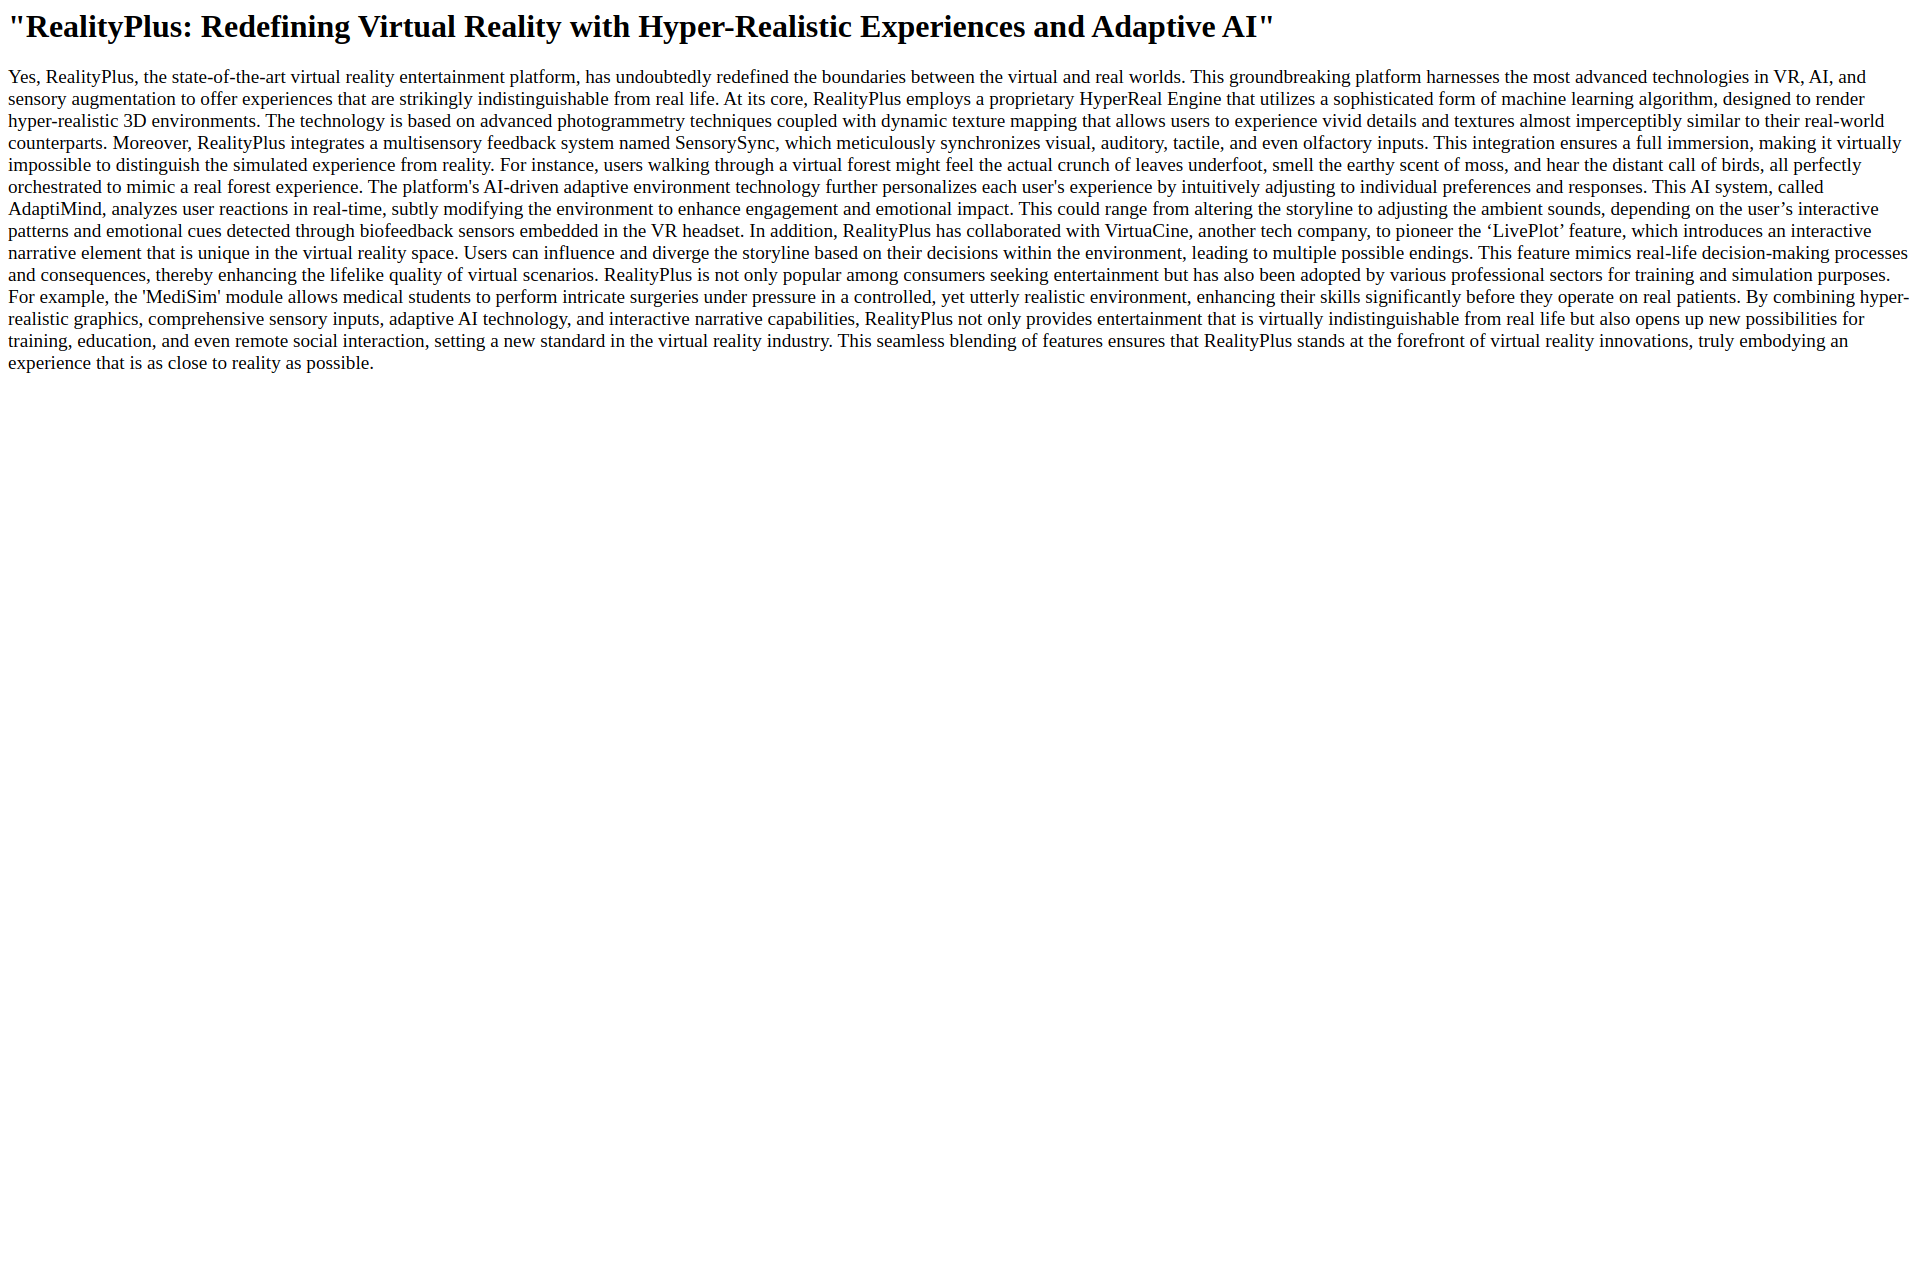 "RealityPlus: Redefining Virtual Reality with Hyper-Realistic Experiences and Adaptive AI"
Yes, RealityPlus, the state-of-the-art virtual reality entertainment platform, has undoubtedly redefined the boundaries between the virtual and real worlds. This groundbreaking platform harnesses the most advanced technologies in VR, AI, and
sensory augmentation to offer experiences that are strikingly indistinguishable from real life. At its core, RealityPlus employs a proprietary HyperReal Engine that utilizes a sophisticated form of machine learning algorithm, designed to render
hyper-realistic 3D environments. The technology is based on advanced photogrammetry techniques coupled with dynamic texture mapping that allows users to experience vivid details and textures almost imperceptibly similar to their real-world
counterparts. Moreover, RealityPlus integrates a multisensory feedback system named SensorySync, which meticulously synchronizes visual, auditory, tactile, and even olfactory inputs. This integration ensures a full immersion, making it virtually
impossible to distinguish the simulated experience from reality. For instance, users walking through a virtual forest might feel the actual crunch of leaves underfoot, smell the earthy scent of moss, and hear the distant call of birds, all perfectly
orchestrated to mimic a real forest experience. The platform's AI-driven adaptive environment technology further personalizes each user's experience by intuitively adjusting to individual preferences and responses. This AI system, called
AdaptiMind, analyzes user reactions in real-time, subtly modifying the environment to enhance engagement and emotional impact. This could range from altering the storyline to adjusting the ambient sounds, depending on the user’s interactive
patterns and emotional cues detected through biofeedback sensors embedded in the VR headset. In addition, RealityPlus has collaborated with VirtuaCine, another tech company, to pioneer the ‘LivePlot’ feature, which introduces an interactive
narrative element that is unique in the virtual reality space. Users can influence and diverge the storyline based on their decisions within the environment, leading to multiple possible endings. This feature mimics real-life decision-making processes
and consequences, thereby enhancing the lifelike quality of virtual scenarios. RealityPlus is not only popular among consumers seeking entertainment but has also been adopted by various professional sectors for training and simulation purposes.
For example, the 'MediSim' module allows medical students to perform intricate surgeries under pressure in a controlled, yet utterly realistic environment, enhancing their skills significantly before they operate on real patients. By combining hyper-
realistic graphics, comprehensive sensory inputs, adaptive AI technology, and interactive narrative capabilities, RealityPlus not only provides entertainment that is virtually indistinguishable from real life but also opens up new possibilities for
training, education, and even remote social interaction, setting a new standard in the virtual reality industry. This seamless blending of features ensures that RealityPlus stands at the forefront of virtual reality innovations, truly embodying an
experience that is as close to reality as possible.